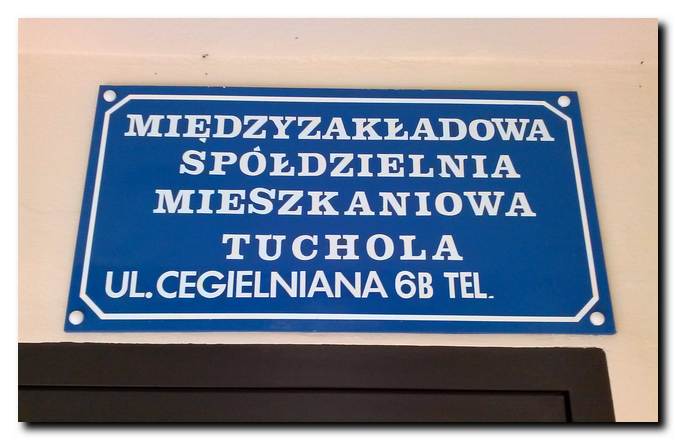 MIĘDZYZAKŁADOWA
SPÓŁDZIELNIA
MIESZKANIOWA
TUCHOLA
UL. CEGIELNIANA 6B TEL.